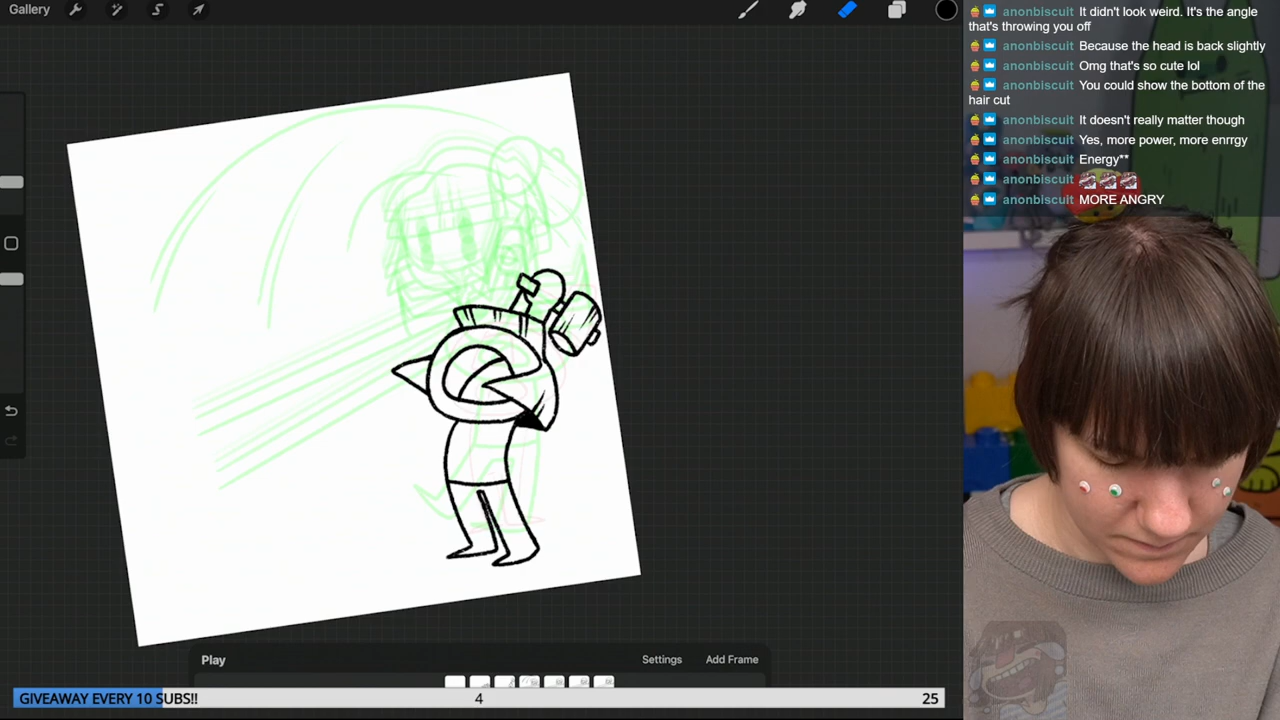 Gallery
anonbiscuit It didn't look weird. It's the angle
that's throwing you off
anonbiscuit Because the head is back slightly
anonbiscuit Omg that's so cute lol
anonbiscuit You could show the bottom of the
hair cut
anonbiscuit It doesn't really matter though
anonbiscuit Yes, more power, more enrrgy
anonbiscuit Energy**
anonbiscuit
anonbiscuit MORE ANGRY
Play
Settings
Add Frame
GIVEAWAY EVERY 10 SUBS!!
4
25